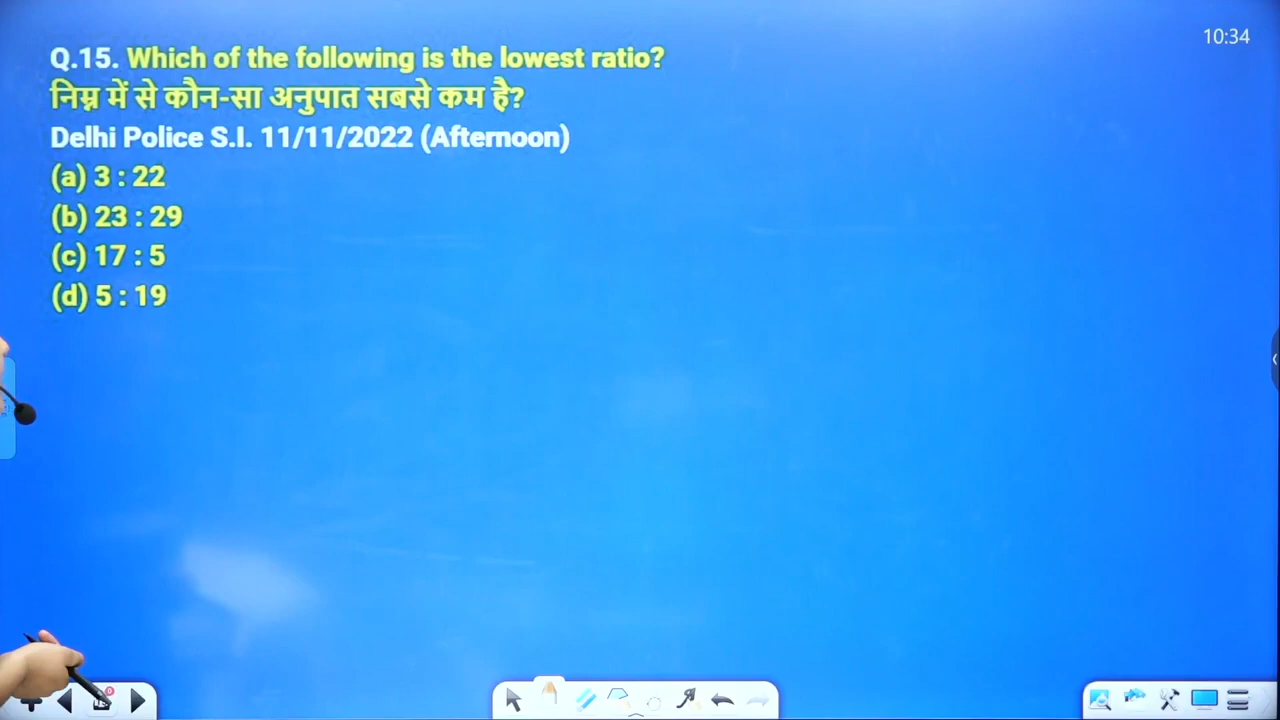 10:34
Q.15. Which of the following is the lowest ratio?
निम्न में से कौन-सा अनुपात सबसे कम है?
Delhi Police S.I. 11/11/2022 (Afternoon)
(a) 3 : 22
(b) 23 : 29
(c) 17 : 5
(d) 5 : 19